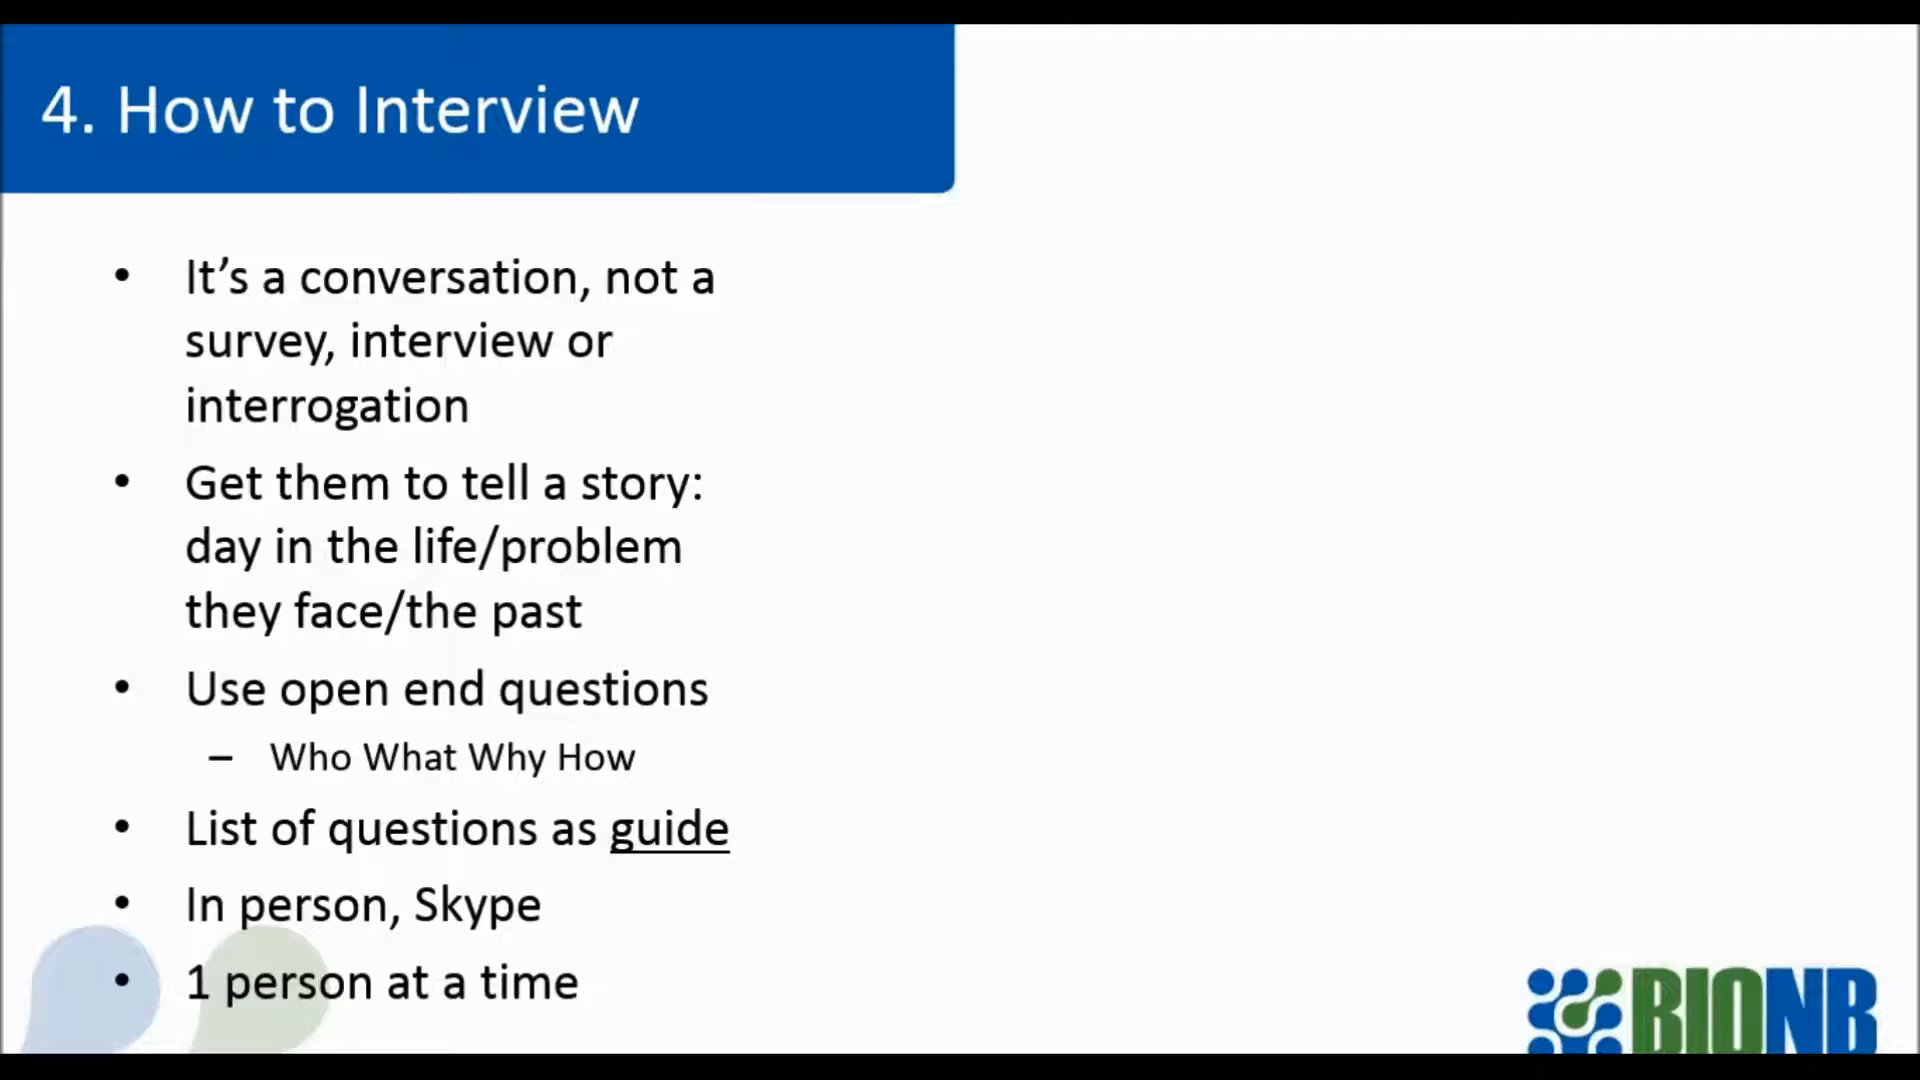 4. How to Interview
• It’s a conversation, not a
survey, interview or
interrogation
• Get them to tell a story:
day in the life/problem
they face/the past
• Use open end questions
– Who What Why How
• List of questions as guide
• In person, Skype
• 1 person at a time
BIONB